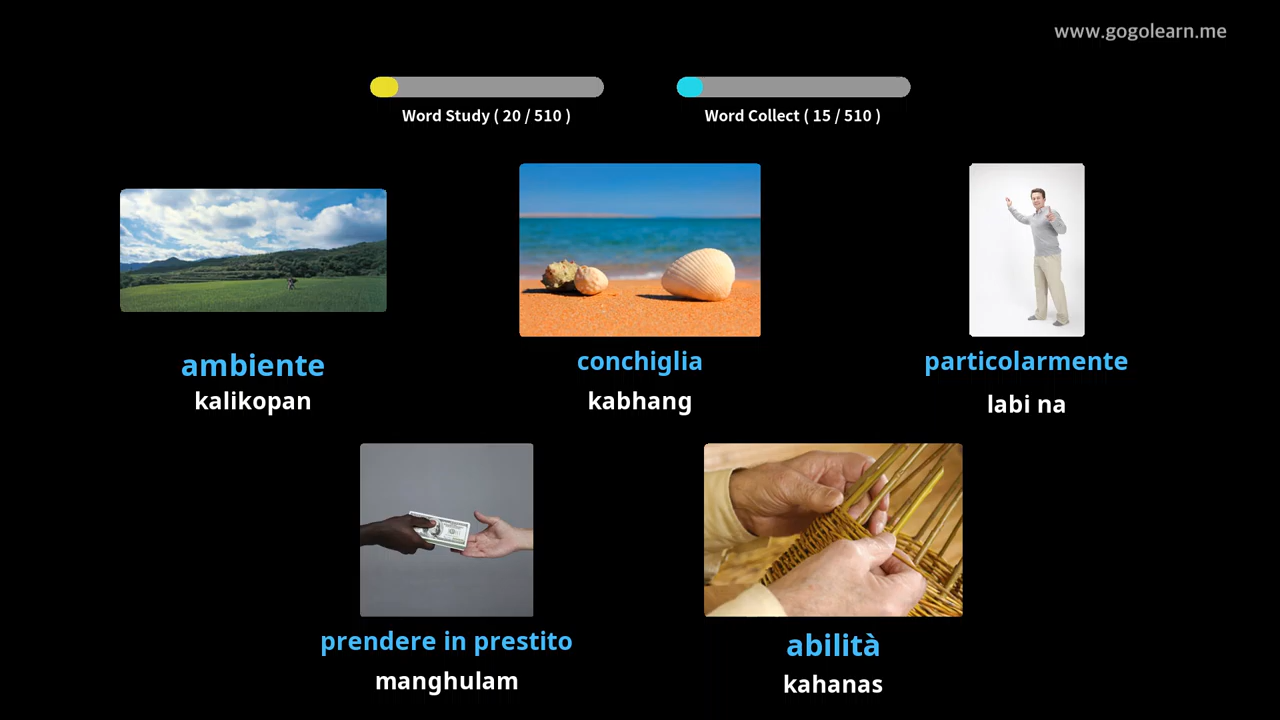 www.gogolearn.me
Word Study ( 20 / 510 )
Word Collect ( 15 / 510 )
ambiente
kalikopan
conchiglia
kabhang
particolarmente
labi na
prendere in prestito
manghulam
abilità
kahanas